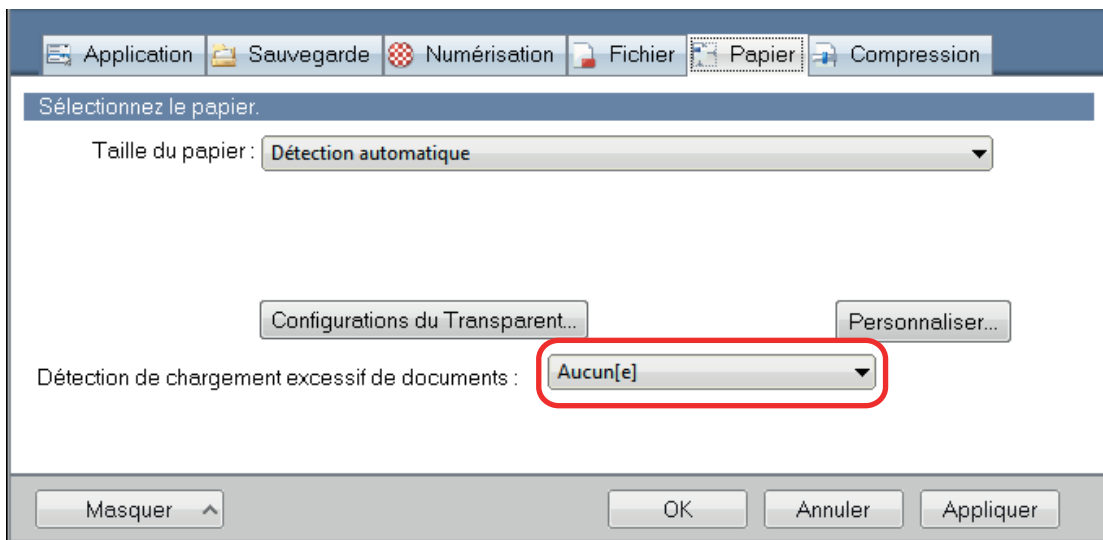 Application Sauvegarde Numérisation Fichier Papier Compression
Sélectionnez le papier.
Taille du papier : Détection automatique
Configurations du Transparent... Personnaliser...
Détection de chargement excessif de documents : Aucun[e]
Masquer OK Annuler Appliquer